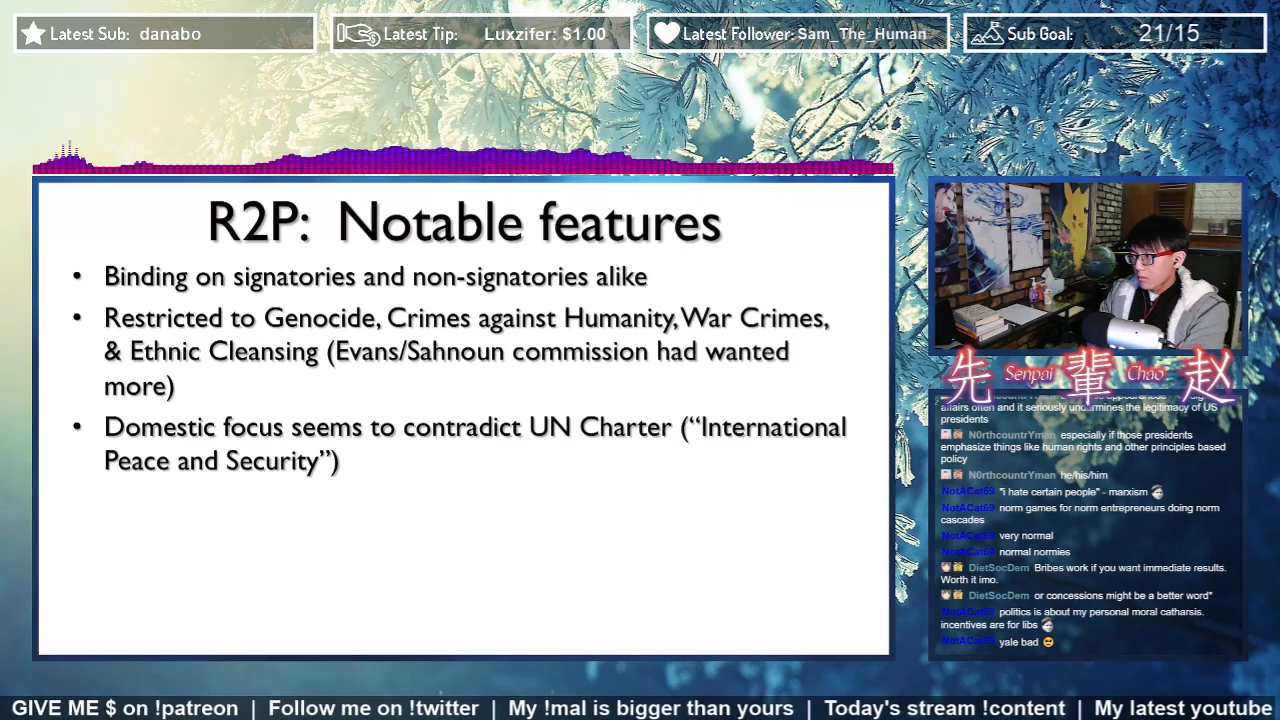 Latest Sub: danabo
Latest Tip: Luxzifer: $1.00
Latest Follower: Sam_The_Human
Sub Goal: 21/15
R2P: Notable features
• Binding on signatories and non-signatories alike
• Restricted to Genocide, Crimes against Humanity, War Crimes,
& Ethnic Cleansing (Evans/Sahnoun commission had wanted
more)
• Domestic focus seems to contradict UN Charter (“International
Peace and Security”)
先 Senpai 輩 Chao 赵
affairs often and it seriously undermines the legitimacy of US
presidents
N0rthcountrYman especially if those presidents
emphasize things like human rights and other principles based
policy
N0rthcountrYman he/his/him
NotACat69 "i hate certain people" - marxism
NotACat69 norm games for norm entrepreneurs doing norm
cascades
NotACat69 very normal
NotACat69 normal normies
DietSocDem Bribes work if you want immediate results.
Worth it imo.
DietSocDem or concessions might be a better word*
NotACat69 politics is about my personal moral catharsis.
incentives are for libs
NotACat69 yale bad
GIVE ME $ on !patreon | Follow me on !twitter | My !mal is bigger than yours | Today's stream !content | My latest youtube